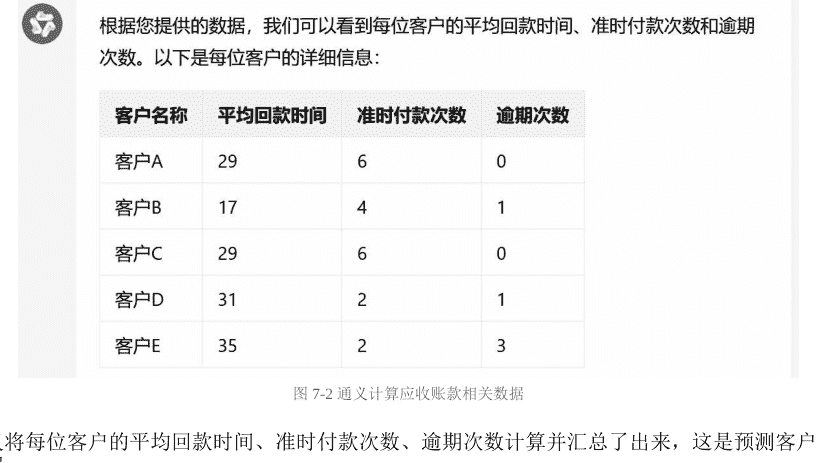 根据您提供的数据，我们可以看到每位客户的平均回款时间、准时付款次数和逾期
次数。以下是每位客户的详细信息：
客户名称 平均回款时间 准时付款次数 逾期次数
客户A 29 6 0
客户B 17 4 1
客户C 29 6 0
客户D 31 2 1
客户E 35 2 3
图 7-2 通义计算应收账款相关数据
将每位客户的平均回款时间、准时付款次数、逾期次数计算并汇总了出来，这是预测客户